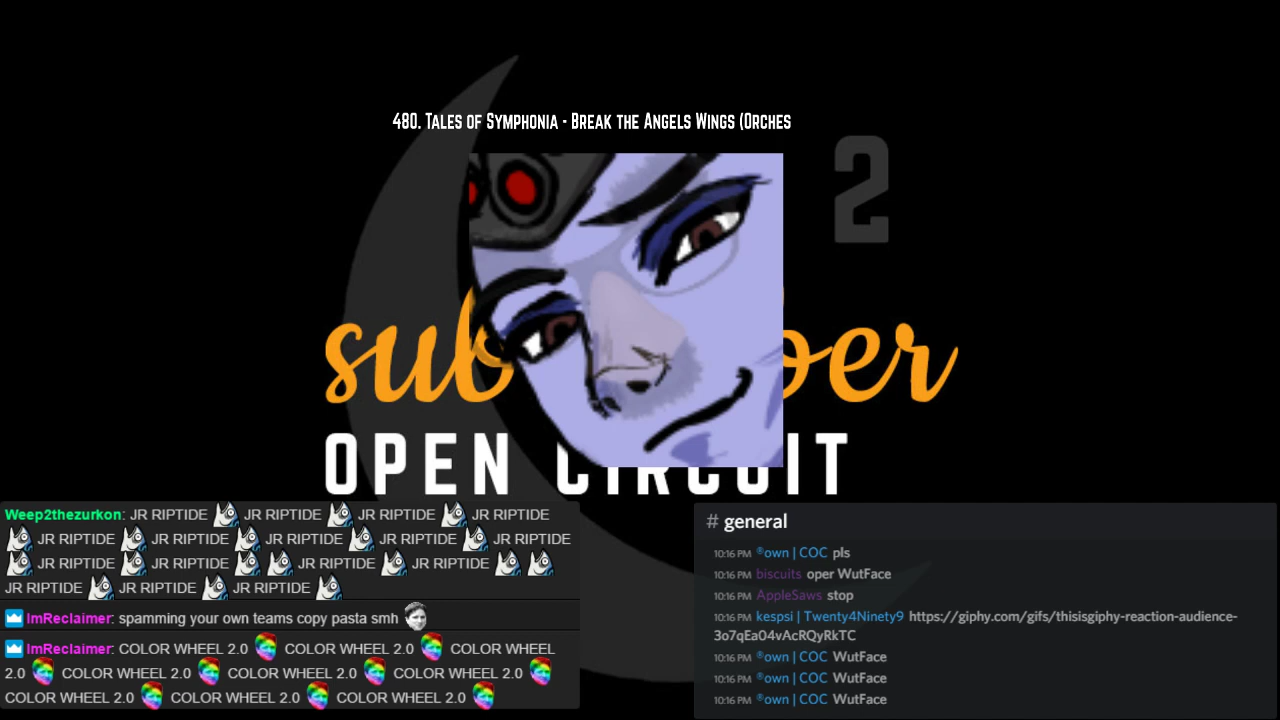 480. Tales of Symphonia - Break the Angels Wings (Orches
2
sub
per
OPEN CIRCUIT
Weep2thezurkon: JR RIPTIDE JR RIPTIDE JR RIPTIDE JR RIPTIDE
JR RIPTIDE JR RIPTIDE JR RIPTIDE JR RIPTIDE JR RIPTIDE
JR RIPTIDE JR RIPTIDE JR RIPTIDE JR RIPTIDE
JR RIPTIDE JR RIPTIDE JR RIPTIDE
ImReclaimer: spamming your own teams copy pasta smh
ImReclaimer: COLOR WHEEL 2.0 COLOR WHEEL 2.0 COLOR WHEEL
2.0 COLOR WHEEL 2.0 COLOR WHEEL 2.0 COLOR WHEEL 2.0
COLOR WHEEL 2.0 COLOR WHEEL 2.0 COLOR WHEEL 2.0
# general
10:16 PM ®own | COC pls
10:16 PM biscuits oper WutFace
10:16 PM AppleSaws stop
10:16 PM kespsi | Twenty4Ninety9 https://giphy.com/gifs/thisisgiphy-reaction-audience-
3o7qEa04vAcRQyRkTC
10:16 PM ®own | COC WutFace
10:16 PM ®own | COC WutFace
10:16 PM ®own | COC WutFace